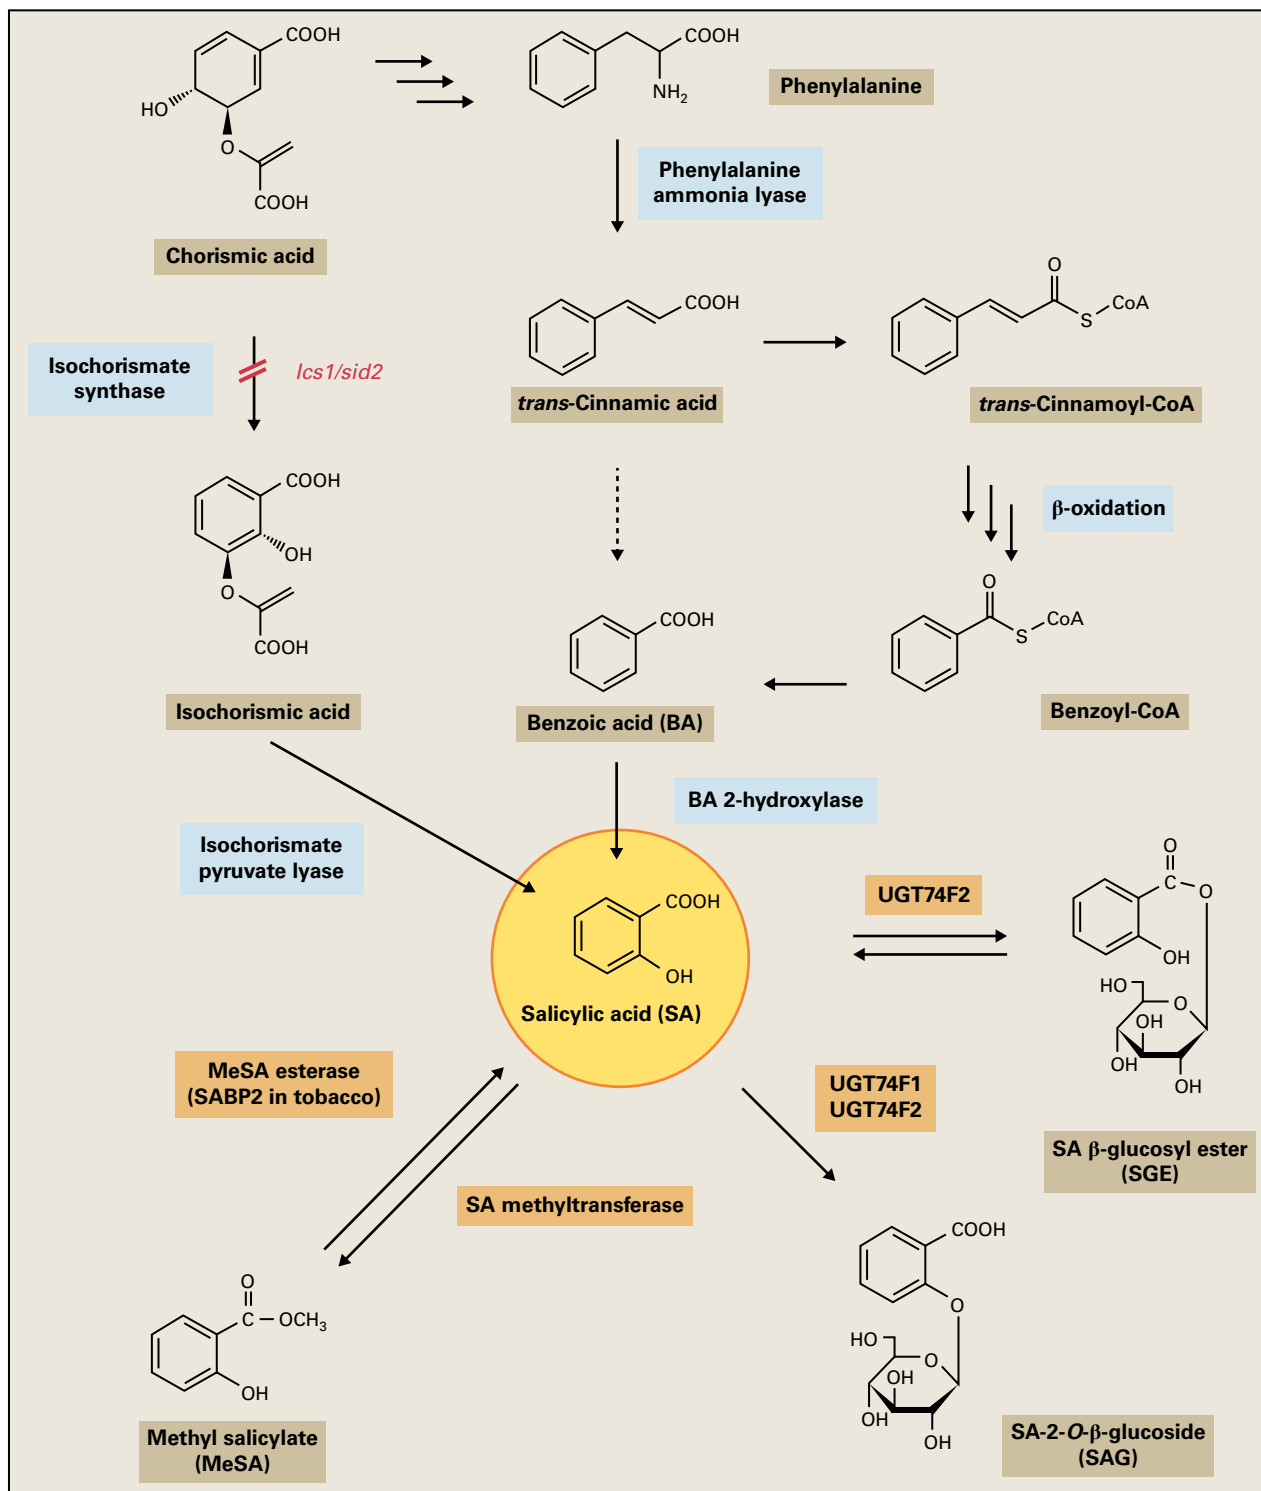 COOH
HO
O
COOH
Chorismic acid
COOH
NH2
Phenylalanine
Phenylalanine
ammonia lyase
Isochorismate
synthase
Ics1/sid2
COOH
trans-Cinnamic acid
O
S
CoA
trans-Cinnamoyl-CoA
COOH
OH
O
COOH
Isochorismic acid
β-oxidation
COOH
Benzoic acid (BA)
O
S
CoA
Benzoyl-CoA
BA 2-hydroxylase
Isochorismate
pyruvate lyase
COOH
OH
Salicylic acid (SA)
UGT74F2
O
C
O
OH
HO
O
OH
OH
OH
SA β-glucosyl ester
(SGE)
MeSA esterase
(SABP2 in tobacco)
UGT74F1
UGT74F2
SA methyltransferase
O
C
OCH3
OH
Methyl salicylate
(MeSA)
COOH
O
HO
O
OH
OH
OH
SA-2-O-β-glucoside
(SAG)